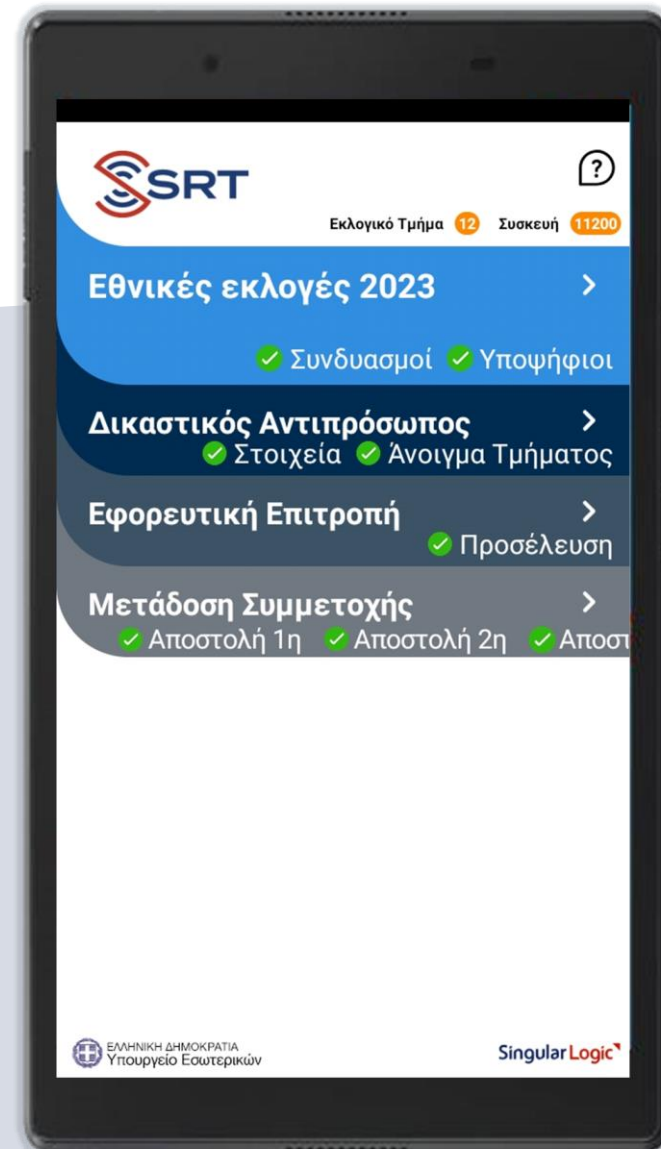 SRT
?
Εκλογικό Τμήμα 12 Συσκευή 11200
Εθνικές εκλογές 2023
Συνδυασμοί Υποψήφιοι
Δικαστικός Αντιπρόσωπος
Στοιχεία Άνοιγμα Τμήματος
Εφορευτική Επιτροπή
Προσέλευση
Μετάδοση Συμμετοχής
Αποστολή 1η Αποστολή 2η Αποστ
ΕΛΛΗΝΙΚΗ ΔΗΜΟΚΡΑΤΙΑ
Υπουργείο Εσωτερικών
SingularLogic